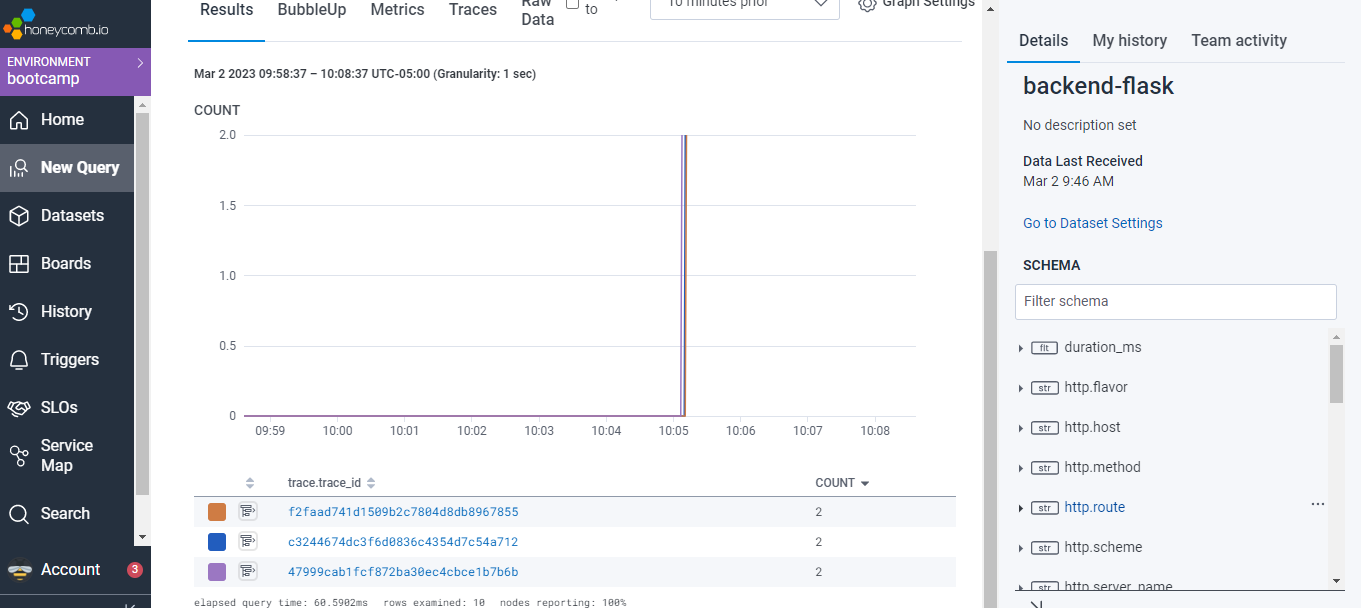 honeycomb.io
ENVIRONMENT
bootcamp
Home
New Query
Datasets
Boards
History
Triggers
SLOs
Service
Map
Search
Account 3
Results BubbleUp Metrics Traces Raw
Data to 10 minutes prior Graph Settings
Mar 2 2023 09:58:37 – 10:08:37 UTC-05:00 (Granularity: 1 sec)
COUNT
2.0
1.5
1.0
0.5
0
09:59 10:00 10:01 10:02 10:03 10:04 10:05 10:06 10:07 10:08
trace.trace_id COUNT
f2faad741d1509b2c7804d8db8967855 2
c3244674dc3f6d0836c4354d7c54a712 2
47999cab1fcf872ba30ec4cbce1b7b6b 2
elapsed query time: 60.5902ms rows examined: 10 nodes reporting: 100%
Details My history Team activity
backend-flask
No description set
Data Last Received
Mar 2 9:46 AM
Go to Dataset Settings
SCHEMA
Filter schema
flt duration_ms
str http.flavor
str http.host
str http.method
str http.route ...
str http.scheme
str http.server_name